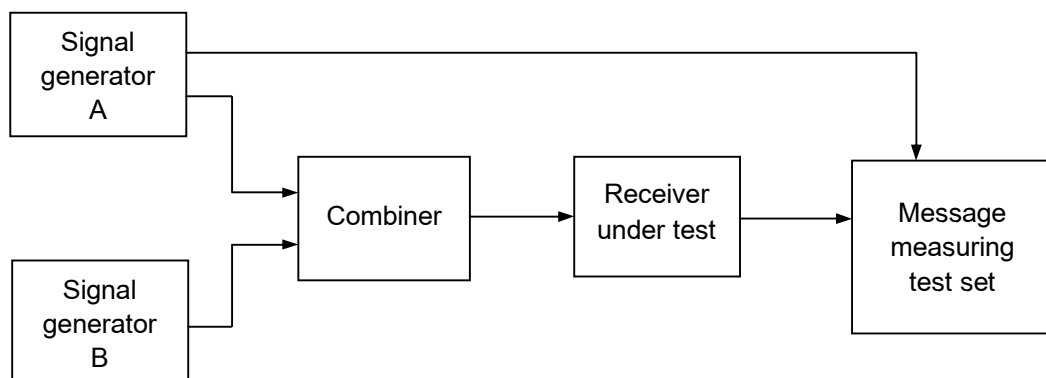 Signal
generator
A
Combiner
Receiver
under test
Message
measuring
test set
Signal
generator
B